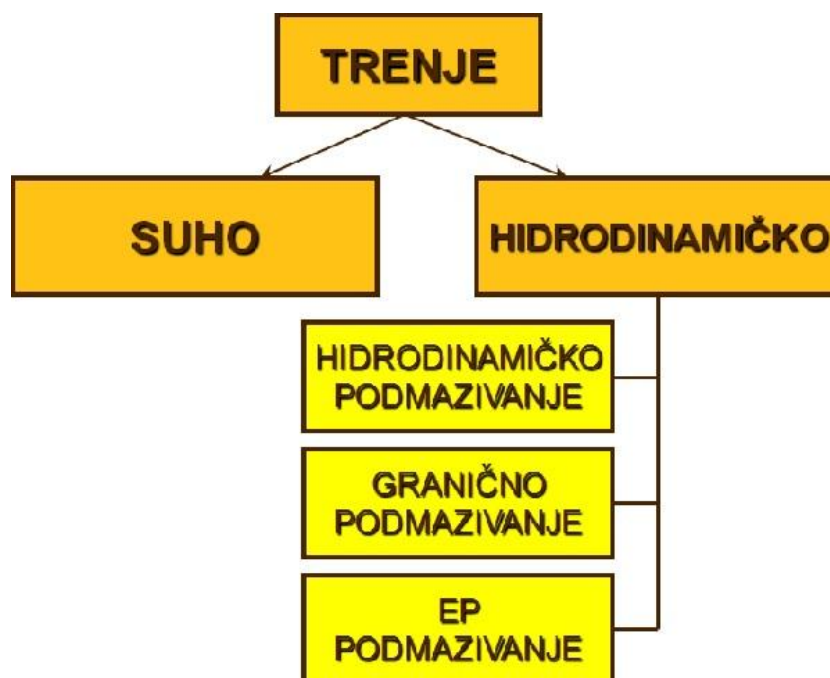 TRENJE
SUHO
HIDRODINAMIČKO
HIDRODINAMIČKO
PODMAZIVANJE
GRANIČNO
PODMAZIVANJE
EP
PODMAZIVANJE